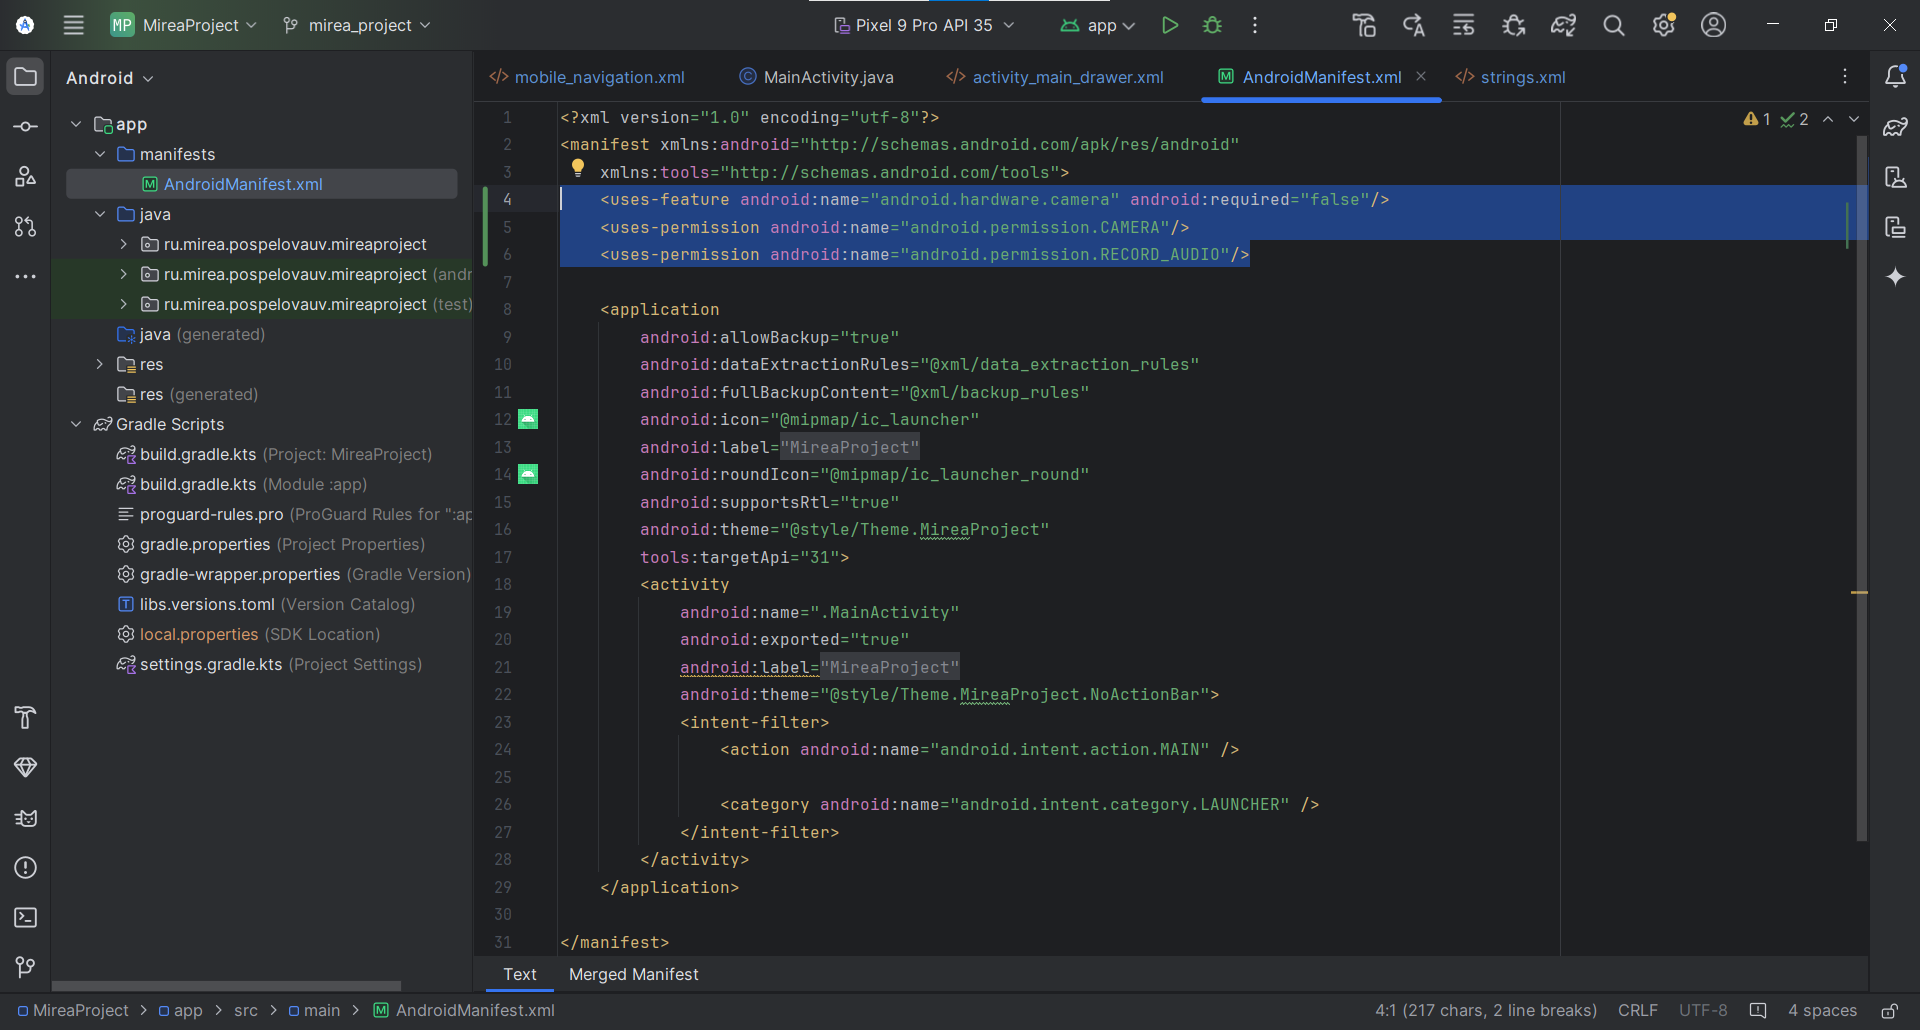 MP MireaProject mirea_project Pixel 9 Pro API 35 app
Android
app
manifests
AndroidManifest.xml
java
ru.mirea.pospelovauv.mireaproject
ru.mirea.pospelovauv.mireaproject (andr
ru.mirea.pospelovauv.mireaproject (test)
java (generated)
res
res (generated)
Gradle Scripts
build.gradle.kts (Project: MireaProject)
build.gradle.kts (Module :app)
proguard-rules.pro (ProGuard Rules for ":ap
gradle.properties (Project Properties)
gradle-wrapper.properties (Gradle Version)
libs.versions.toml (Version Catalog)
local.properties (SDK Location)
settings.gradle.kts (Project Settings)
mobile_navigation.xml MainActivity.java activity_main_drawer.xml AndroidManifest.xml strings.xml
1 2
1 <?xml version="1.0" encoding="utf-8"?>
2 <manifest xmlns:android="http://schemas.android.com/apk/res/android"
3 xmlns:tools="http://schemas.android.com/tools">
4 <uses-feature android:name="android.hardware.camera" android:required="false"/>
5 <uses-permission android:name="android.permission.CAMERA"/>
6 <uses-permission android:name="android.permission.RECORD_AUDIO"/>
7
8 <application
9 android:allowBackup="true"
10 android:dataExtractionRules="@xml/data_extraction_rules"
11 android:fullBackupContent="@xml/backup_rules"
12 android:icon="@mipmap/ic_launcher"
13 android:label="MireaProject"
14 android:roundIcon="@mipmap/ic_launcher_round"
15 android:supportsRtl="true"
16 android:theme="@style/Theme.MireaProject"
17 tools:targetApi="31">
18 <activity
19 android:name=".MainActivity"
20 android:exported="true"
21 android:label="MireaProject"
22 android:theme="@style/Theme.MireaProject.NoActionBar">
23 <intent-filter>
24 <action android:name="android.intent.action.MAIN" />
25
26 <category android:name="android.intent.category.LAUNCHER" />
27 </intent-filter>
28 </activity>
29 </application>
30
31 </manifest>
Text Merged Manifest
MireaProject > app > src > main > AndroidManifest.xml 4:1 (217 chars, 2 line breaks) CRLF UTF-8 4 spaces